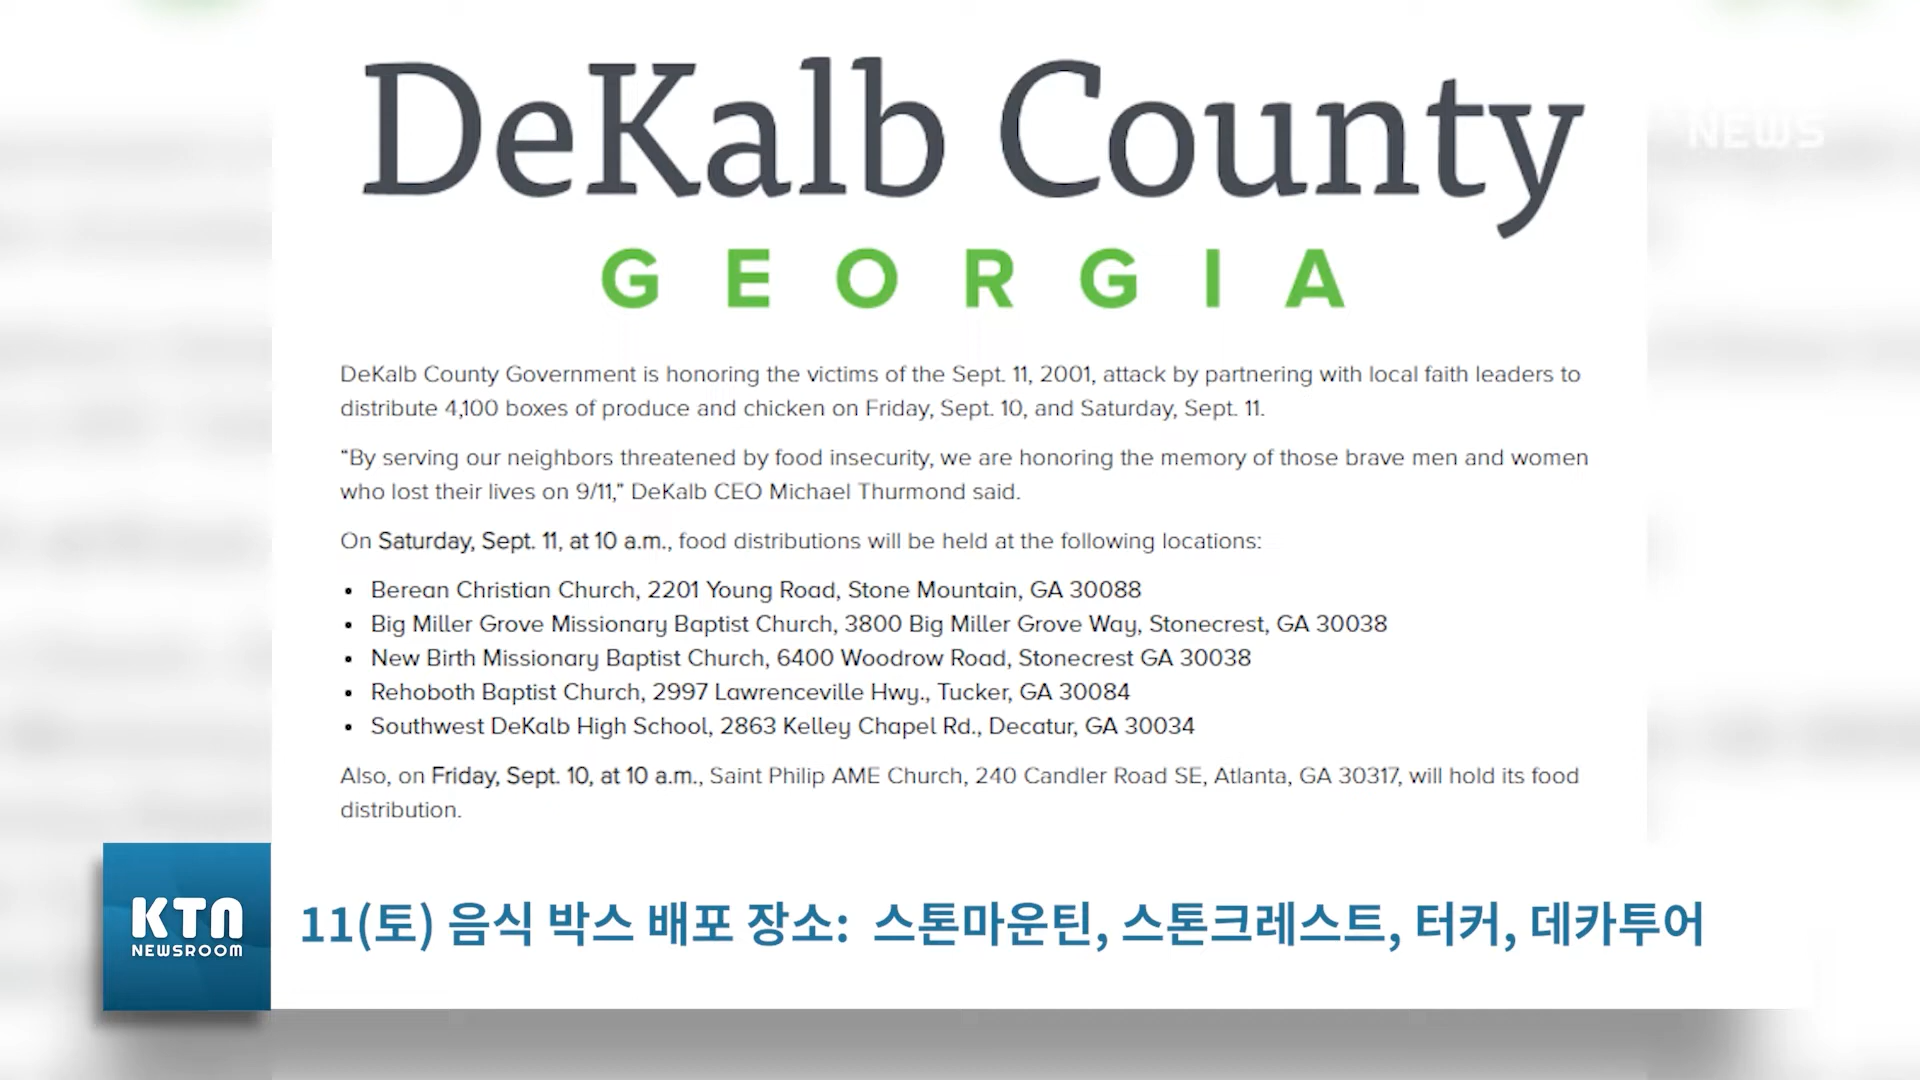 DeKalb County
GEORGIA
NEWS
DeKalb County Government is honoring the victims of the Sept. 11, 2001, attack by partnering with local faith leaders to
distribute 4,100 boxes of produce and chicken on Friday, Sept. 10, and Saturday, Sept. 11.
“By serving our neighbors threatened by food insecurity, we are honoring the memory of those brave men and women
who lost their lives on 9/11,” DeKalb CEO Michael Thurmond said.
On Saturday, Sept. 11, at 10 a.m., food distributions will be held at the following locations:
• Berean Christian Church, 2201 Young Road, Stone Mountain, GA 30088
• Big Miller Grove Missionary Baptist Church, 3800 Big Miller Grove Way, Stonecrest, GA 30038
• New Birth Missionary Baptist Church, 6400 Woodrow Road, Stonecrest GA 30038
• Rehoboth Baptist Church, 2997 Lawrenceville Hwy., Tucker, GA 30084
• Southwest DeKalb High School, 2863 Kelley Chapel Rd., Decatur, GA 30034
Also, on Friday, Sept. 10, at 10 a.m., Saint Philip AME Church, 240 Candler Road SE, Atlanta, GA 30317, will hold its food
distribution.
KTN
NEWSROOM
11(토) 음식 박스 배포 장소: 스톤마운틴, 스톤크레스트, 터커, 데카투어